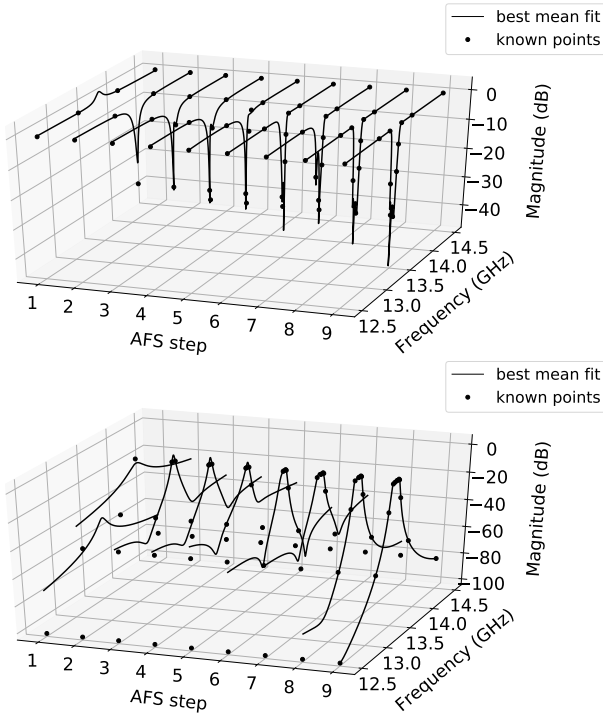 best mean fit
known points
0
−10
−20
−30
−40
Magnitude (dB)
14.5
14.0
13.5
13.0
12.5
Frequency (GHz)
1 2 3 4 5 6 7 8 9
AFS step
best mean fit
known points
0
−20
−40
−60
−80
−100
Magnitude (dB)
14.5
14.0
13.5
13.0
12.5
Frequency (GHz)
1 2 3 4 5 6 7 8 9
AFS step